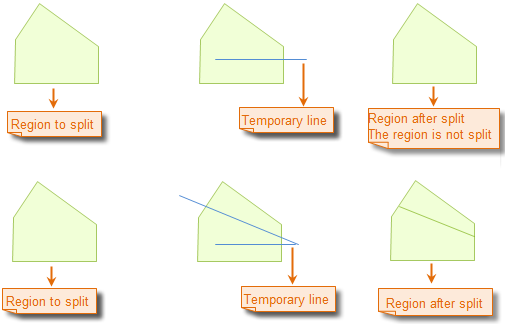 Region to split
Temporary line
Region after split
The region is not split
Region to split
Temporary line
Region after split